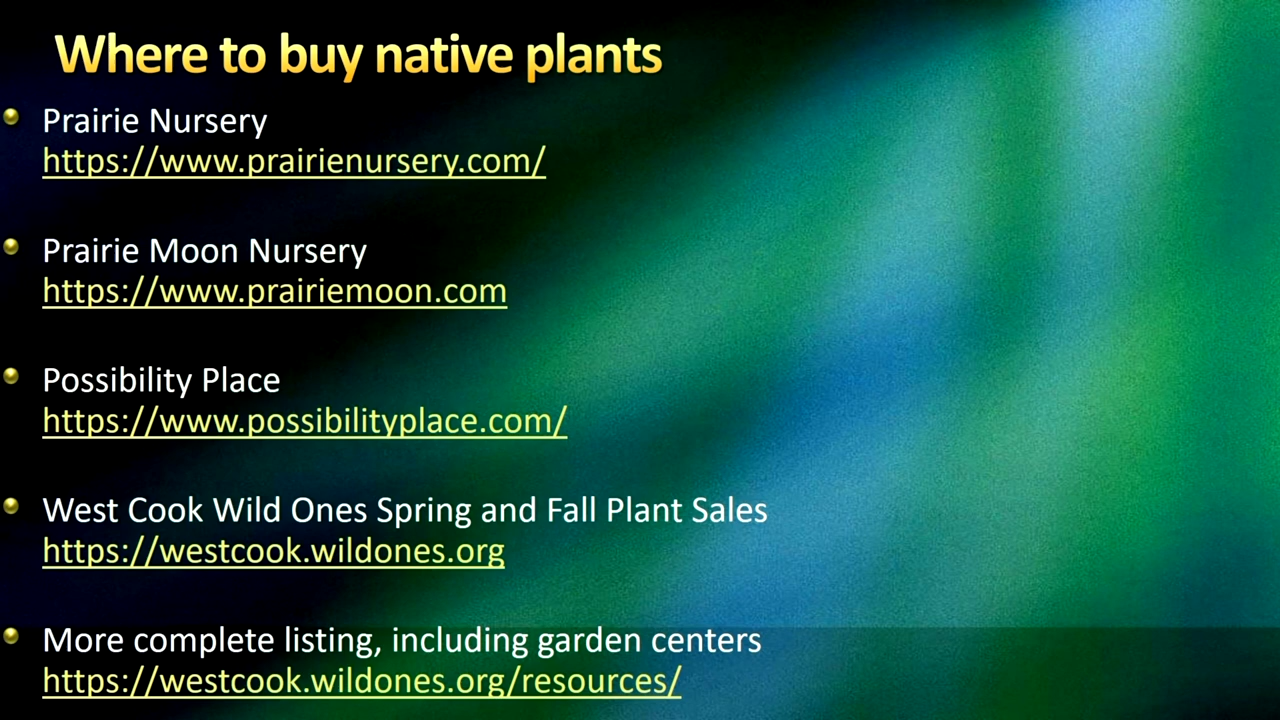 Where to buy native plants
Prairie Nursery
https://www.prairienursery.com/
Prairie Moon Nursery
https://www.prairiemoon.com
Possibility Place
https://www.possibilityplace.com/
West Cook Wild Ones Spring and Fall Plant Sales
https://westcook.wildones.org
More complete listing, including garden centers
https://westcook.wildones.org/resources/